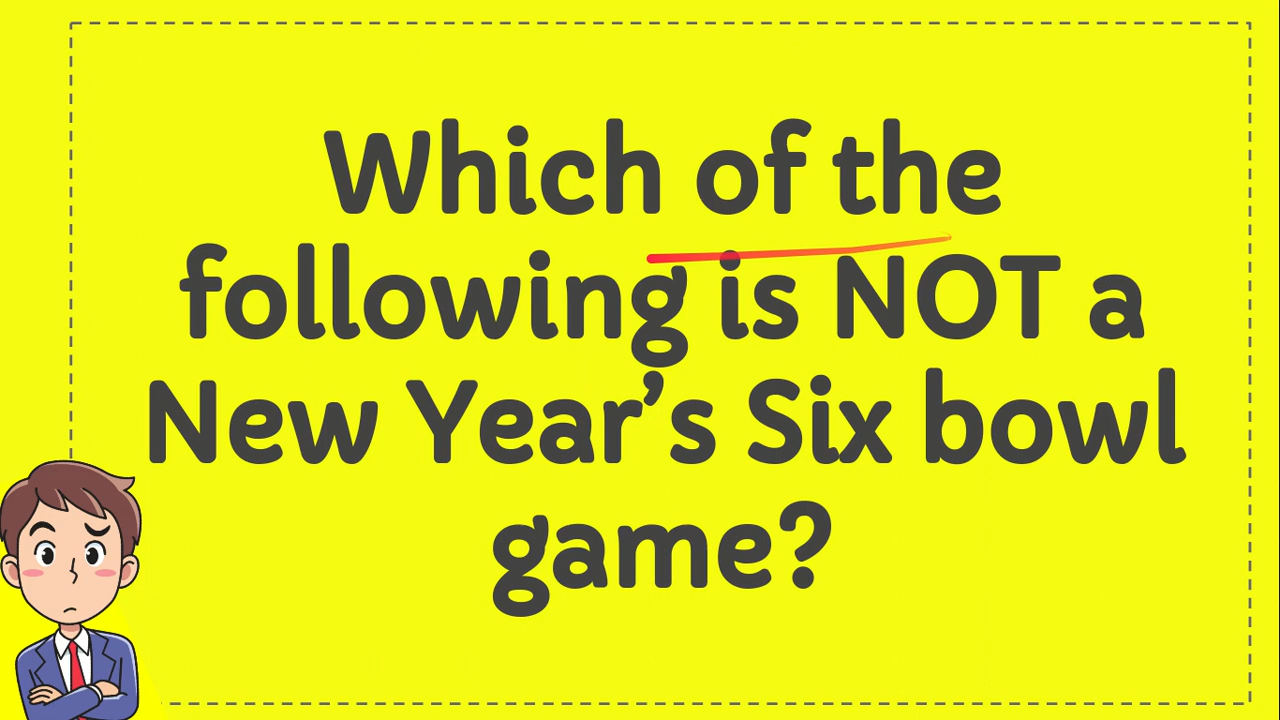 Which of the
following is NOT a
New Year’s Six bowl
game?